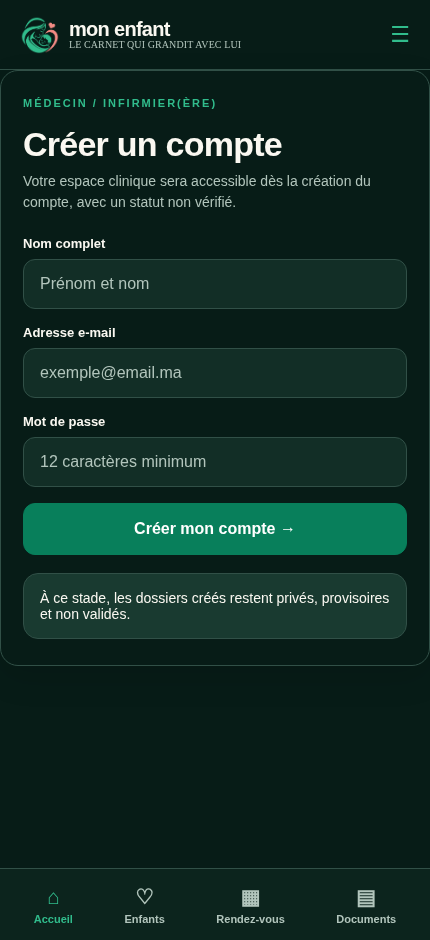 mon enfant
LE CARNET QUI GRANDIT AVEC LUI
MÉDECIN / INFIRMIER(ÈRE)
Créer un compte
Votre espace clinique sera accessible dès la création du
compte, avec un statut non vérifié.
Nom complet
Prénom et nom
Adresse e-mail
exemple@email.ma
Mot de passe
12 caractères minimum
Créer mon compte →
À ce stade, les dossiers créés restent privés, provisoires
et non validés.
Accueil
Enfants
Rendez-vous
Documents